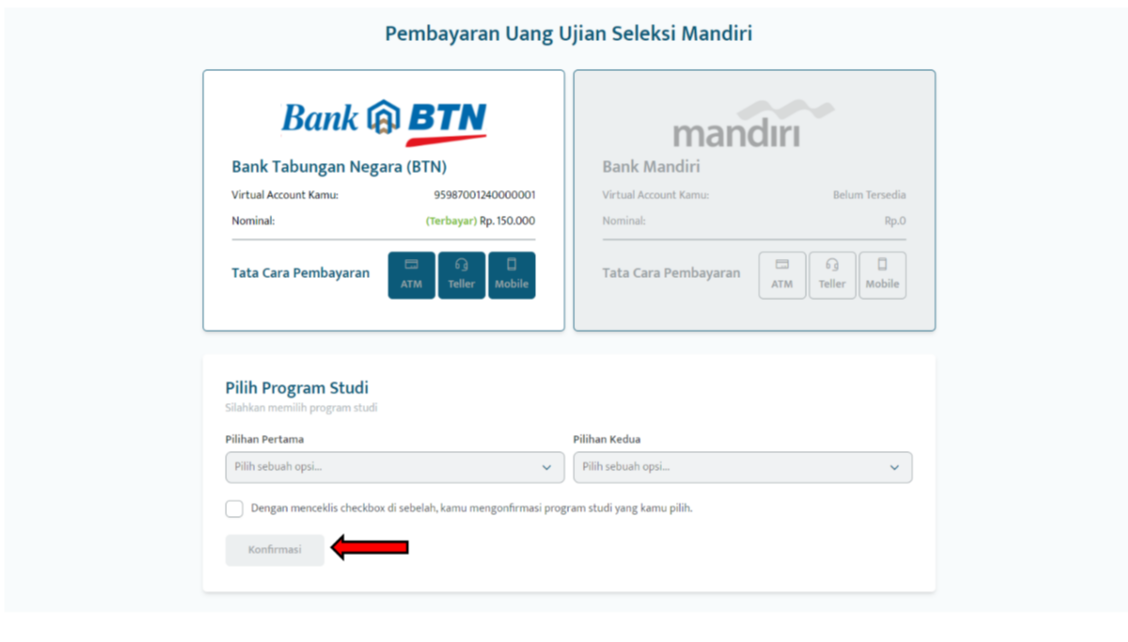 Pembayaran Uang Ujian Seleksi Mandiri
Bank BTN
Bank Tabungan Negara (BTN)
Virtual Account Kamu: 95987001240000001
Nominal: (Terbayar) Rp. 150.000
Tata Cara Pembayaran ATM Teller Mobile
mandiri
Bank Mandiri
Virtual Account Kamu: Belum Tersedia
Nominal: Rp.0
Tata Cara Pembayaran ATM Teller Mobile
Pilih Program Studi
Silahkan memilih program studi
Pilihan Pertama Pilihan Kedua
Pilih sebuah opsi... Pilih sebuah opsi...
Dengan menceklis checkbox di sebelah, kamu mengonfirmasi program studi yang kamu pilih.
Konfirmasi